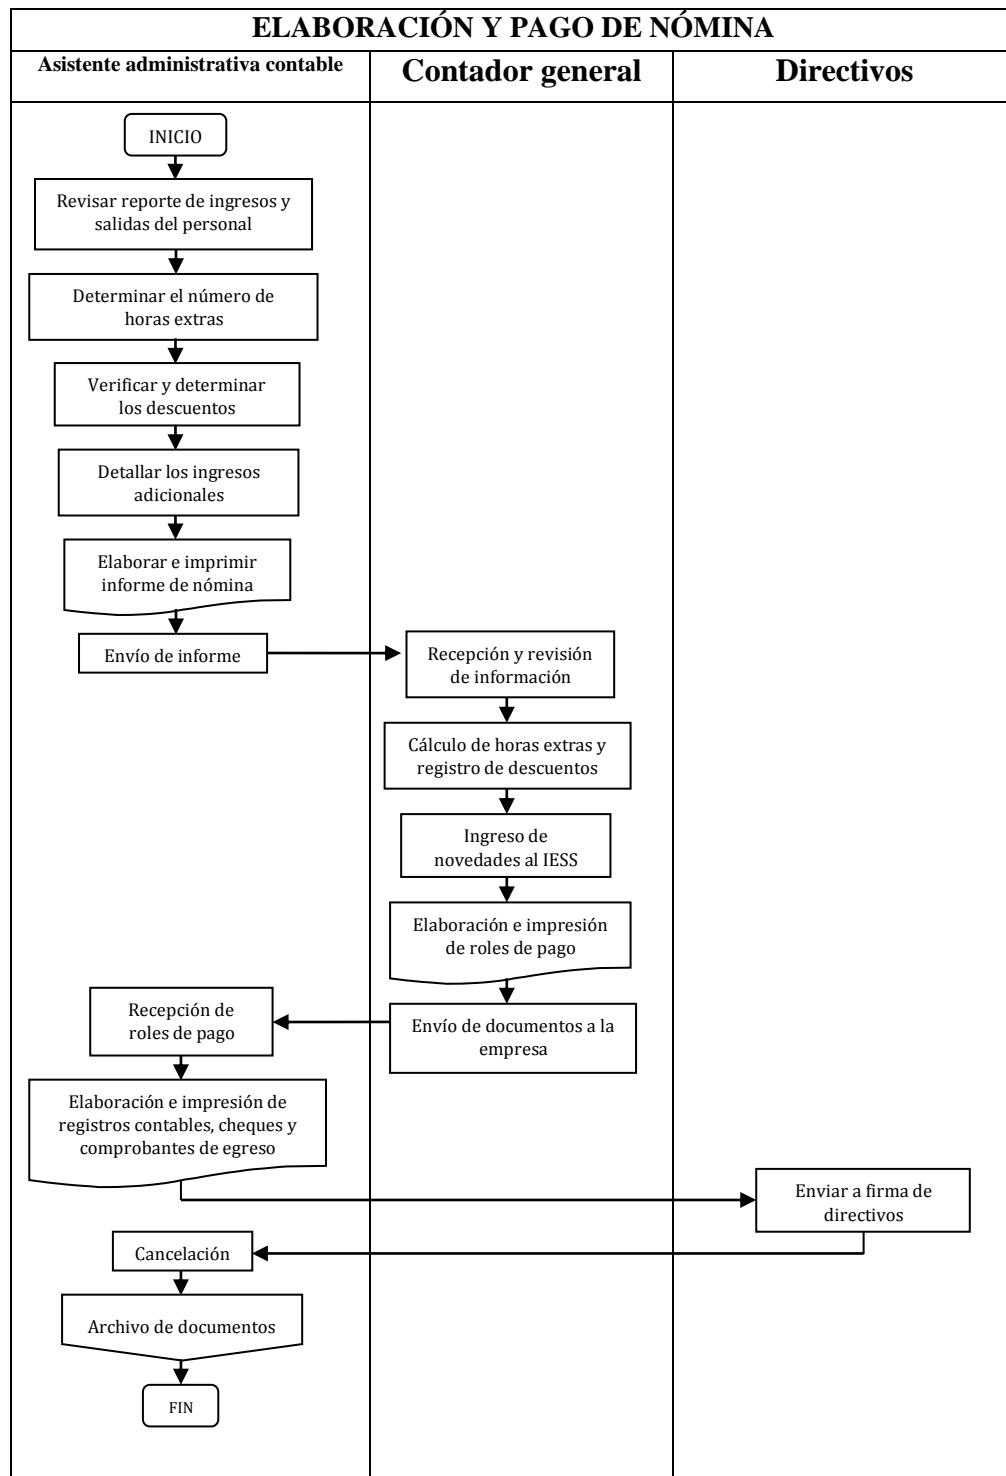 ELABORACIÓN Y PAGO DE NÓMINA
Asistente administrativa contable
Contador general
Directivos
INICIO
Revisar reporte de ingresos y
salidas del personal
Determinar el número de
horas extras
Verificar y determinar
los descuentos
Detallar los ingresos
adicionales
Elaborar e imprimir
informe de nómina
Envío de informe
Recepción y revisión
de información
Cálculo de horas extras y
registro de descuentos
Ingreso de
novedades al IESS
Elaboración e impresión
de roles de pago
Envío de documentos a la
empresa
Recepción de
roles de pago
Elaboración e impresión de
registros contables, cheques y
comprobantes de egreso
Enviar a firma de
directivos
Cancelación
Archivo de documentos
FIN